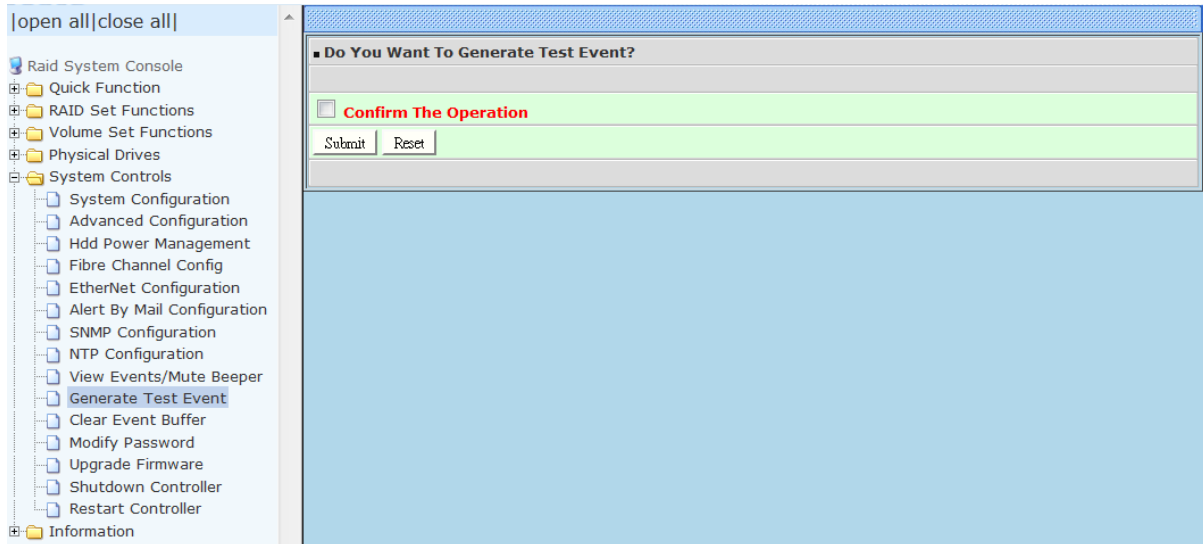 |open all|close all|
Raid System Console
Quick Function
RAID Set Functions
Volume Set Functions
Physical Drives
System Controls
System Configuration
Advanced Configuration
Hdd Power Management
Fibre Channel Config
EtherNet Configuration
Alert By Mail Configuration
SNMP Configuration
NTP Configuration
View Events/Mute Beeper
Generate Test Event
Clear Event Buffer
Modify Password
Upgrade Firmware
Shutdown Controller
Restart Controller
Information
Do You Want To Generate Test Event?
Confirm The Operation
Submit Reset